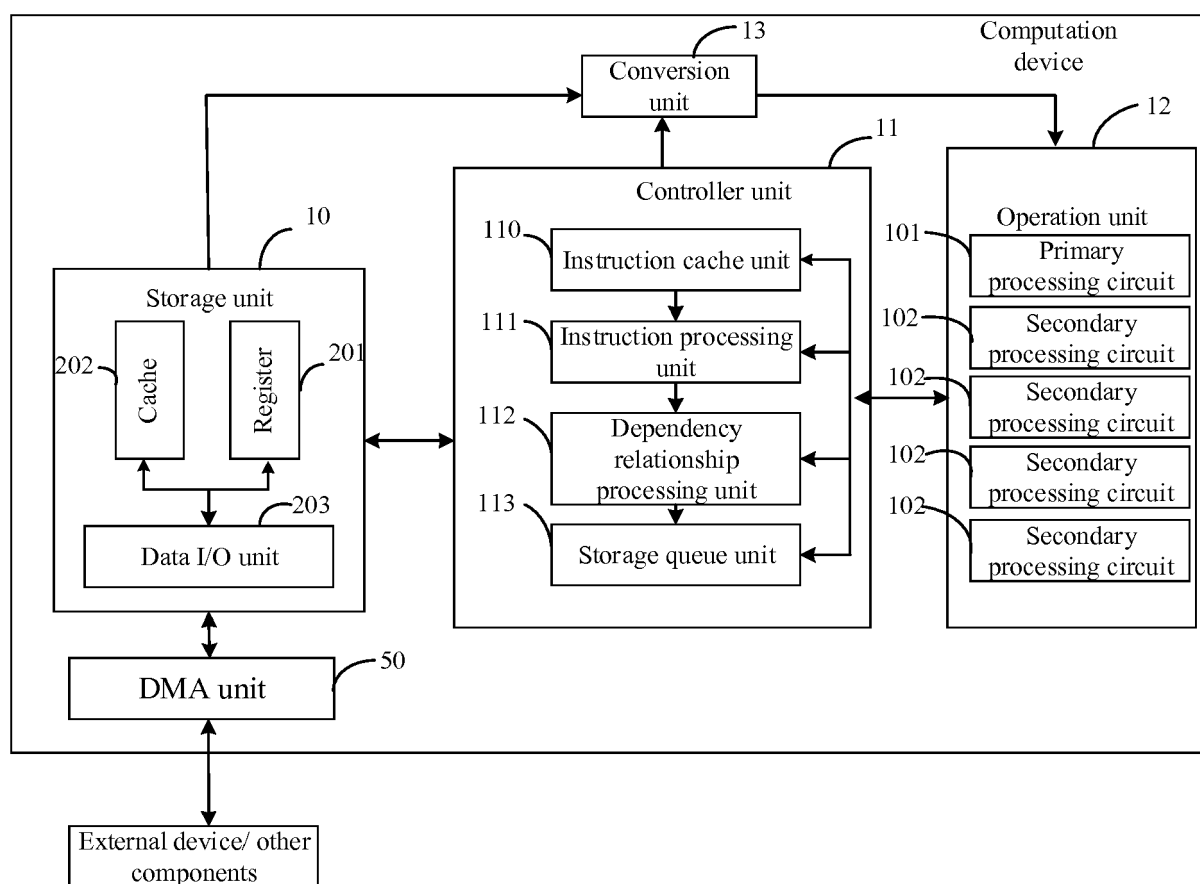 13
Computation
device
Conversion
unit
11
12
Controller unit
10
Operation unit
110
Instruction cache unit
101
Primary
processing circuit
Storage unit
111
Instruction processing
unit
102
Secondary
processing circuit
202
Cache
Register
201
102
Secondary
processing circuit
112
Dependency
relationship
processing unit
102
Secondary
processing circuit
113
Storage queue unit
102
Secondary
processing circuit
203
Data I/O unit
50
DMA unit
External device/ other
components